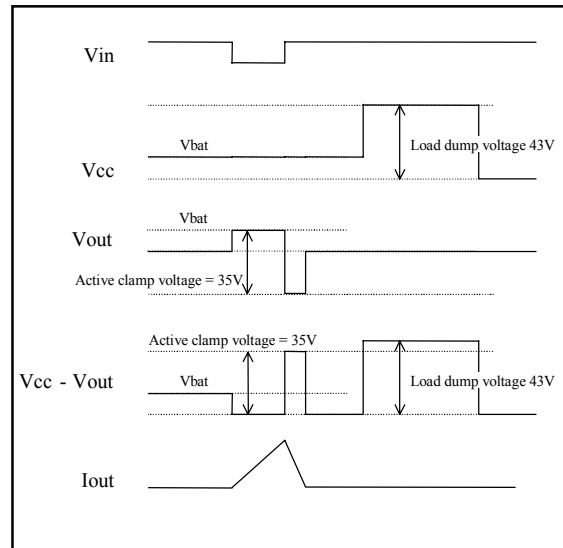 Vin
Vbat
Load dump voltage 43V
Vcc
Vbat
Vout
Active clamp voltage = 35V
Active clamp voltage = 35V
Vbat
Vcc - Vout
Load dump voltage 43V
Iout